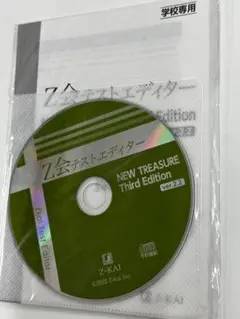 学校専用
Z会テストエディター
Edition
Z会テストエディター
NEW TREASURE
Third Edition
ver.2.2
Z-KAI
Z-KAI